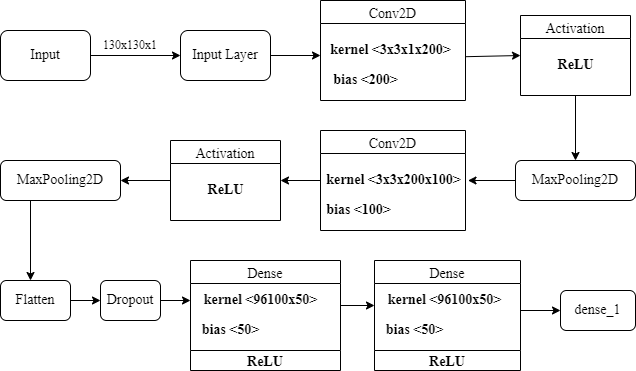 Input
130x130x1
Input Layer
Conv2D
kernel <3x3x1x200>
bias <200>
Activation
ReLU
MaxPooling2D
Activation
ReLU
Conv2D
kernel <3x3x200x100>
bias <100>
MaxPooling2D
Flatten
Dropout
Dense
kernel <96100x50>
bias <50>
ReLU
Dense
kernel <96100x50>
bias <50>
ReLU
dense_1